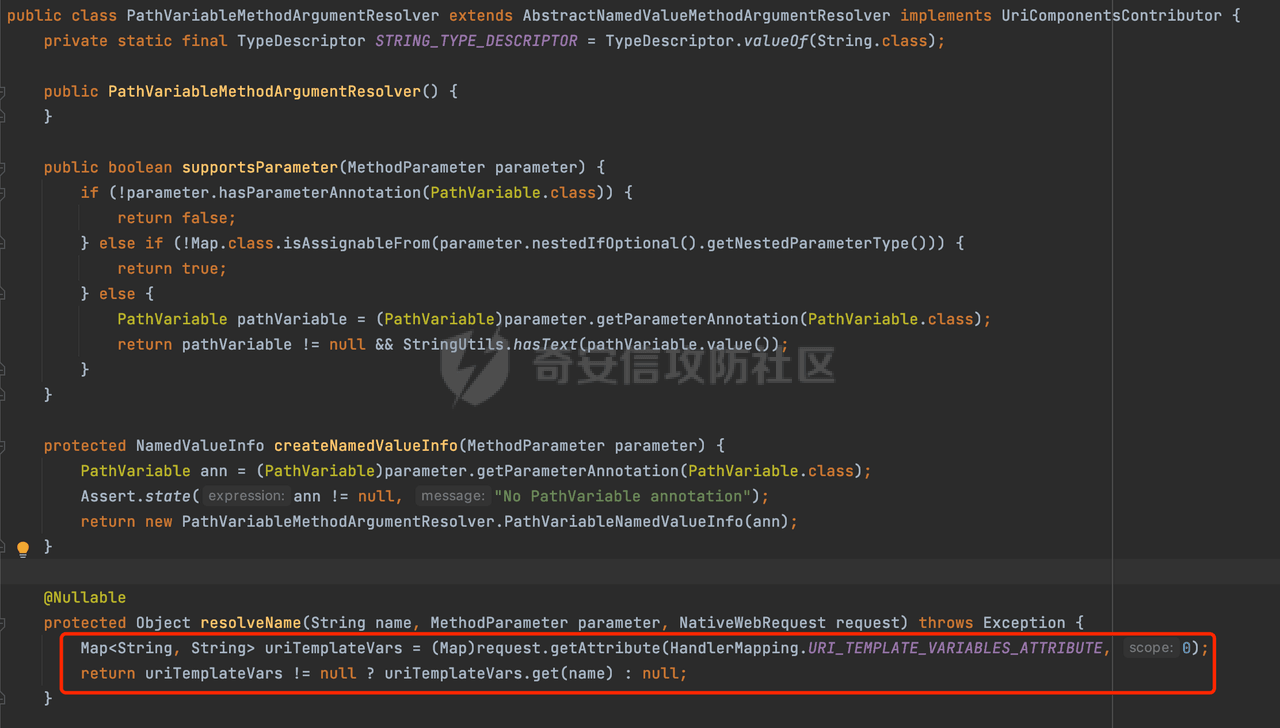 public class PathVariableMethodArgumentResolver extends AbstractNamedValueMethodArgumentResolver implements UriComponentsContributor {
    private static final TypeDescriptor STRING_TYPE_DESCRIPTOR = TypeDescriptor.valueOf(String.class);
    public PathVariableMethodArgumentResolver() {
    }
    public boolean supportsParameter(MethodParameter parameter) {
        if (!parameter.hasParameterAnnotation(PathVariable.class)) {
            return false;
        } else if (!Map.class.isAssignableFrom(parameter.nestedIfOptional().getNestedParameterType())) {
            return true;
        } else {
            PathVariable pathVariable = (PathVariable)parameter.getParameterAnnotation(PathVariable.class);
            return pathVariable != null && StringUtils.hasText(pathVariable.value());
        }
    }
奇安信攻防社区
    protected NamedValueInfo createNamedValueInfo(MethodParameter parameter) {
        PathVariable ann = (PathVariable)parameter.getParameterAnnotation(PathVariable.class);
        Assert.state( expression: ann != null, message: "No PathVariable annotation");
        return new PathVariableMethodArgumentResolver.PathVariableNamedValueInfo(ann);
    }
    @Nullable
    protected Object resolveName(String name, MethodParameter parameter, NativeWebRequest request) throws Exception {
        Map<String, String> uriTemplateVars = (Map)request.getAttribute(HandlerMapping.URI_TEMPLATE_VARIABLES_ATTRIBUTE, scope: 0);
        return uriTemplateVars != null ? uriTemplateVars.get(name) : null;
    }